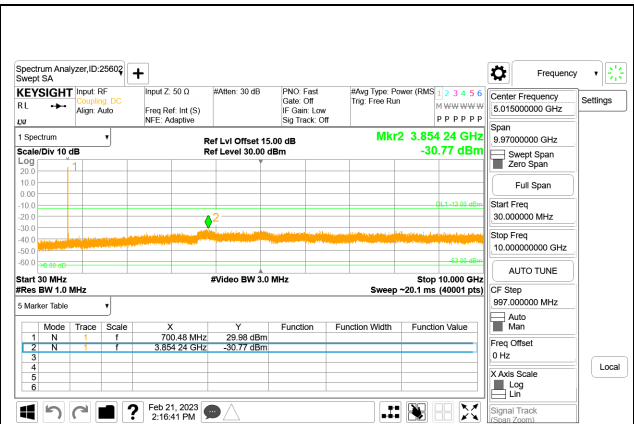 Spectrum Analyzer,ID:25602
Swept SA
+
Frequency
KEYSIGHT
RL
Input: RF
Coupling: DC
Align: Auto
Input Z: 50 Ω
Freq Ref: Int (S)
NFE: Adaptive
#Atten: 30 dB
PNO: Fast
Gate: Off
IF Gain: Low
Sig Track: Off
#Avg Type: Power (RMS
Trig: Free Run
1 2 3 4 5 6
M W W W W W
P P P P P P
Settings
Center Frequency
5.015000000 GHz
Span
9.97000000 GHz
Swept Span
Zero Span
Full Span
Start Freq
30.000000 MHz
Stop Freq
10.00000000 GHz
AUTO TUNE
CF Step
997.000000 MHz
Auto
Man
Freq Offset
0 Hz
X Axis Scale
Log
Lin
Signal Track
(Span Zoom)
Local
1 Spectrum
Scale/Div 10 dB
Log
Ref Lvl Offset 15.00 dB
Ref Level 30.00 dBm
Mkr2 3.854 24 GHz
-30.77 dBm
20.0
10.0
0.00
-10.0
-20.0
-30.0
-40.0
-50.0
-60.0
1
2
DL1 -13.00 dBm
Start 30 MHz
#Res BW 1.0 MHz
#Video BW 3.0 MHz
Stop 10.000 GHz
Sweep ~20.1 ms (40001 pts)
5 Marker Table
Mode Trace Scale X Y Function Function Width Function Value
1 N 1 f 700.48 MHz 29.98 dBm
2 N 1 f 3.854 24 GHz -30.77 dBm
3
4
5
6
?
Feb 21, 2023
2:16:41 PM